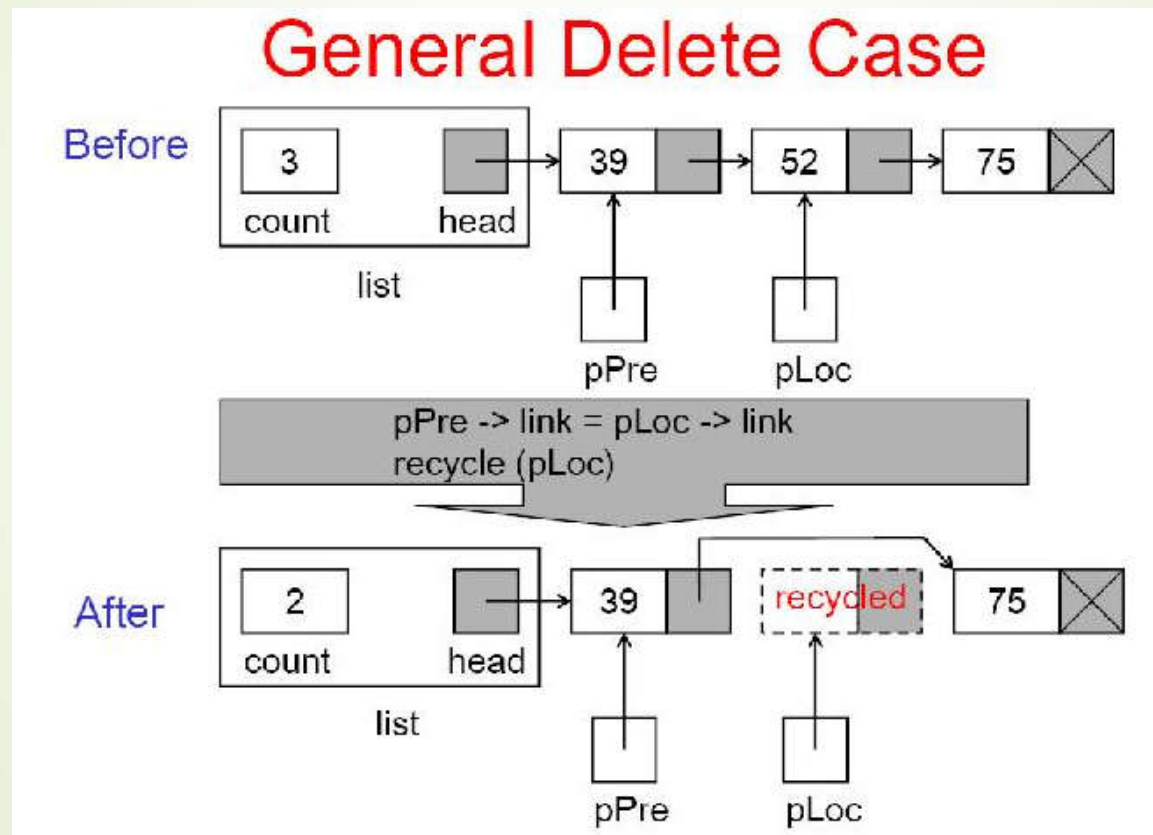 General Delete Case
Before
3
39
52
75
count
head
list
pPre
pLoc
pPre -> link = pLoc -> link
recycle (pLoc)
After
2
39
recycled
75
count
head
list
pPre
pLoc